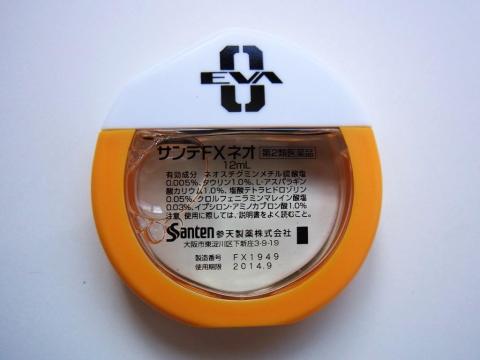 EVA
0
サンテFXネオ 第2類医薬品
12mL
有効成分 ネオスチグミンメチル硫酸塩
0.005%、タウリン1.0%、L-アスパラギン
酸カリウム1.0%、塩酸テトラヒドロゾリン
0.05%、クロルフェニラミンマレイン酸塩
0.03%、イプシロン-アミノカプロン酸1.0%
注意 使用に際しては、説明書をよく読むこと。
Santen 参天製薬株式会社
大阪市東淀川区下新庄3-9-19
製造番号 FX1949
使用期限 2014.9